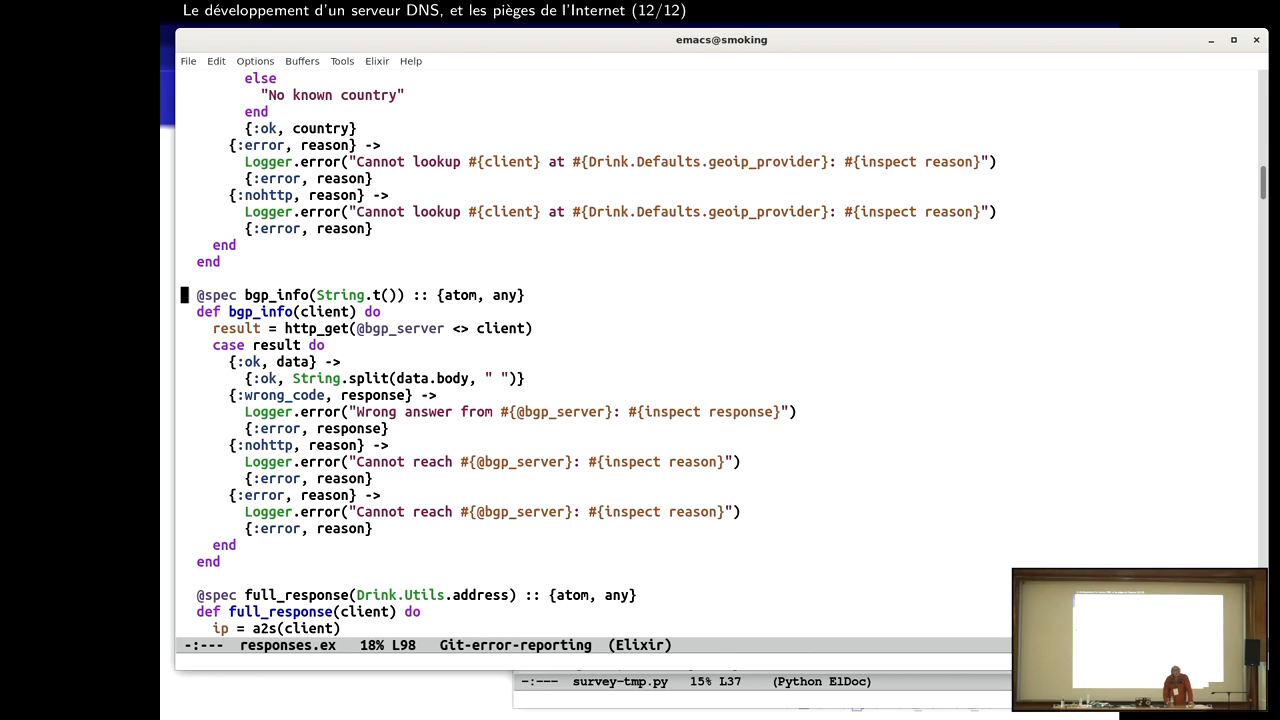 Le développement d'un serveur DNS, et les pièges de l'Internet (12/12)
emacs@smoking
File Edit Options Buffers Tools Elixir Help
else
"No known country"
end
{:ok, country}
{:error, reason} ->
Logger.error("Cannot lookup #{client} at #{Drink.Defaults.geoip_provider}: #{inspect reason}")
{:error, reason}
{:nohttp, reason} ->
Logger.error("Cannot lookup #{client} at #{Drink.Defaults.geoip_provider}: #{inspect reason}")
{:error, reason}
end
end
@spec bgp_info(String.t()) :: {atom, any}
def bgp_info(client) do
result = http_get(@bgp_server <> client)
case result do
{:ok, data} ->
{:ok, String.split(data.body, " ")}
{:wrong_code, response} ->
Logger.error("Wrong answer from #{@bgp_server}: #{inspect response}")
{:error, response}
{:nohttp, reason} ->
Logger.error("Cannot reach #{@bgp_server}: #{inspect reason}")
{:error, reason}
{:error, reason} ->
Logger.error("Cannot reach #{@bgp_server}: #{inspect reason}")
{:error, reason}
end
end
@spec full_response(Drink.Utils.address) :: {atom, any}
def full_response(client) do
ip = a2s(client)
-:--- responses.ex 18% L98 Git-error-reporting (Elixir)
-:--- survey-tmp.py 15% L37 (Python ElDoc)